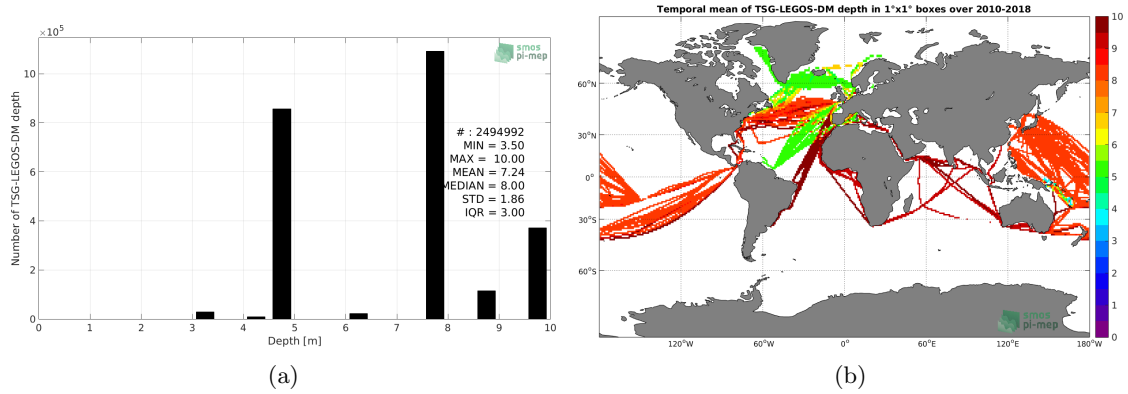 ×10⁵
10
8
6
4
2
0
Number of TSG-LEGOS-DM depth
smos
pi-mep
# : 2494992
MIN = 3.50
MAX = 10.00
MEAN = 7.24
MEDIAN = 8.00
STD = 1.86
IQR = 3.00
0 1 2 3 4 5 6 7 8 9 10
Depth [m]
(a)
Temporal mean of TSG-LEGOS-DM depth in 1°x1° boxes over 2010-2018
60°N
30°N
0°
30°S
60°S
120°W 60°W 0° 60°E 120°E 180°W
smos
pi-mep
10
9
8
7
6
5
4
3
2
1
0
(b)